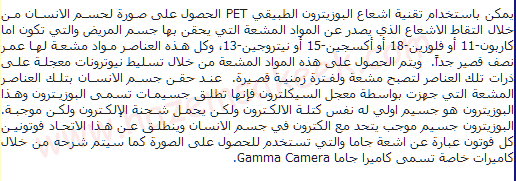 يمكن باستخدام تقنية اشعاع البوزيترون الطبيقي PET الحصول على صورة لجسم الانسان من
خلال التقاط الاشعاع الذي يصدر عن المواد المشعة التي يحقن بها جسم المريض والتي تكون اما
كاربون-11 أو فلورين-18 أو أكسجين-15 أو نيتروجين-13، وكل هذة العناصر مواد مشعة لها عمر
نصف قصير جداً. ويتم الحصول على هذه المواد المشعة من خلال تسليط نيوترونات معجلة على
ذرات تلك العناصر لتصبح مشعة ولفترة زمنية قصيرة. عند حقن جسم الانسان بتلك العناصر
المشعة التي جهزت بواسطة معجل السيكلترون فإنها تطلق جسيمات تسمى البوزيترون وهذا
البوزيترون هو جسيم اولي له نفس كتلة الالكترون ولكن يحمل شحنة الإلكترون ولكن موجبة.
البوزيترون جسيم موجب يتحد مع الكترون في جسم الانسان وينطلق عن هذا الاتحاد فوتونين
كل فوتون عبارة عن اشعة جاما والتي تستخدم للحصول على الصورة كما سيتم شرحه من خلال
كاميرات خاصة تسمى كاميرا جاما Gamma Camera.